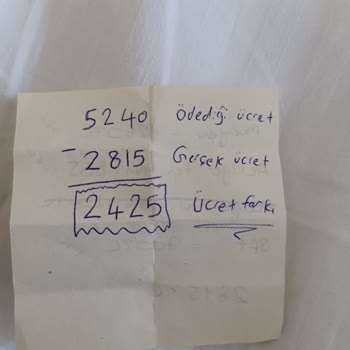 5240 Ödediği ücret
- 2815 Gerçek ücret
2425 Ücret farkı